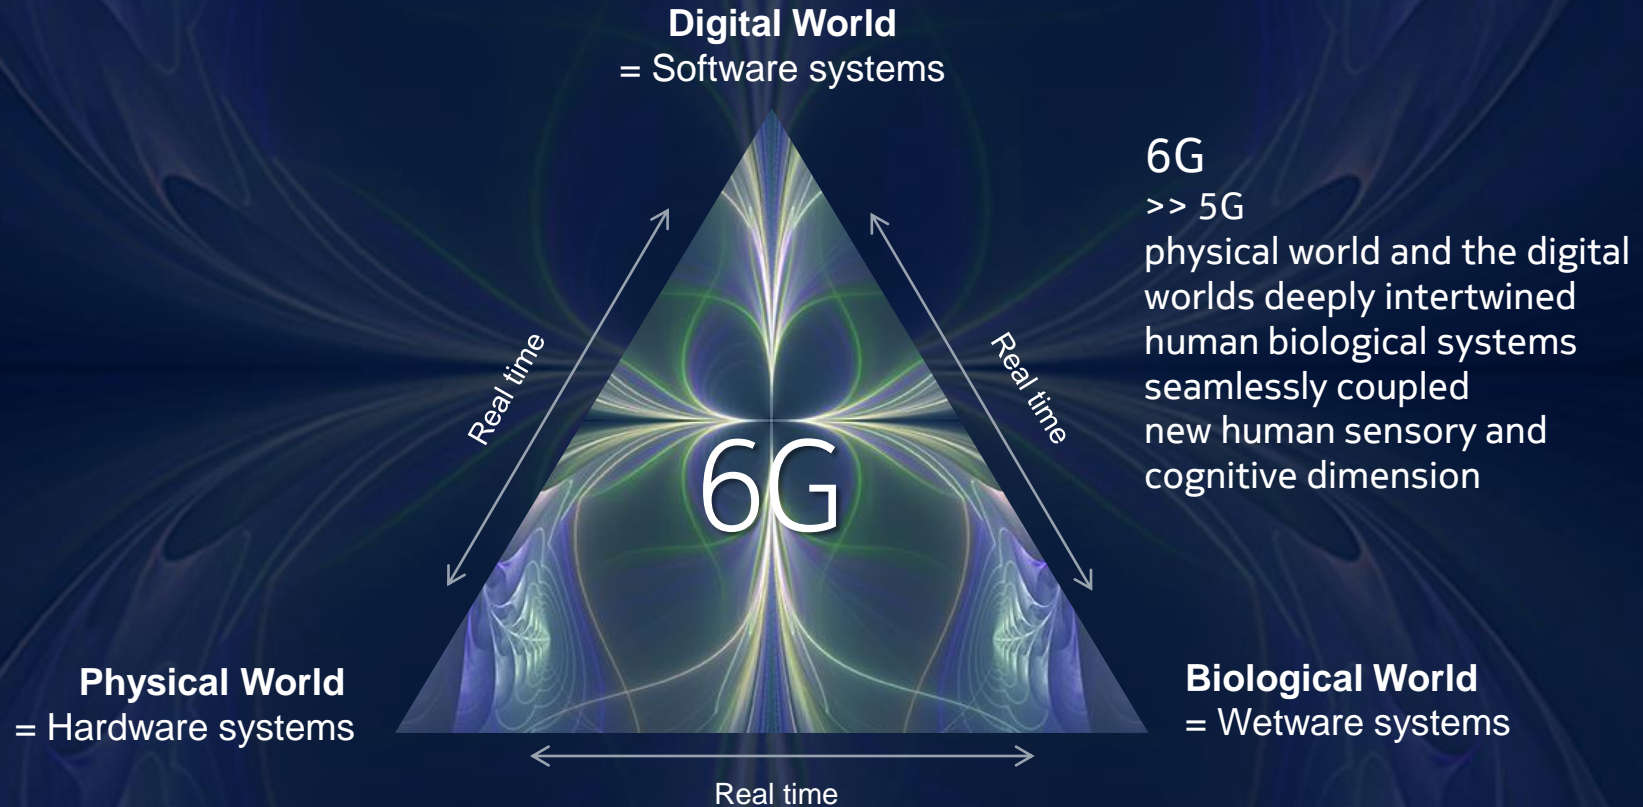 Digital World
= Software systems
6G
>> 5G
physical world and the digital
worlds deeply intertwined
human biological systems
seamlessly coupled
new human sensory and
cognitive dimension
Real time
Real time
6G
Physical World
= Hardware systems
Biological World
= Wetware systems
Real time